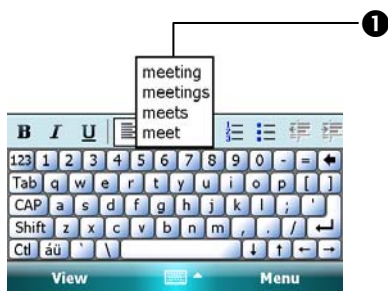 1
meeting
meetings
meets
meet
B I U
123 1 2 3 4 5 6 7 8 9 0 - =
Tab q w e r t y u i o p [ ]
CAP a s d f g h j k l ; '
Shift z x c v b n m , . /
Ctl áü ` \
View Menu